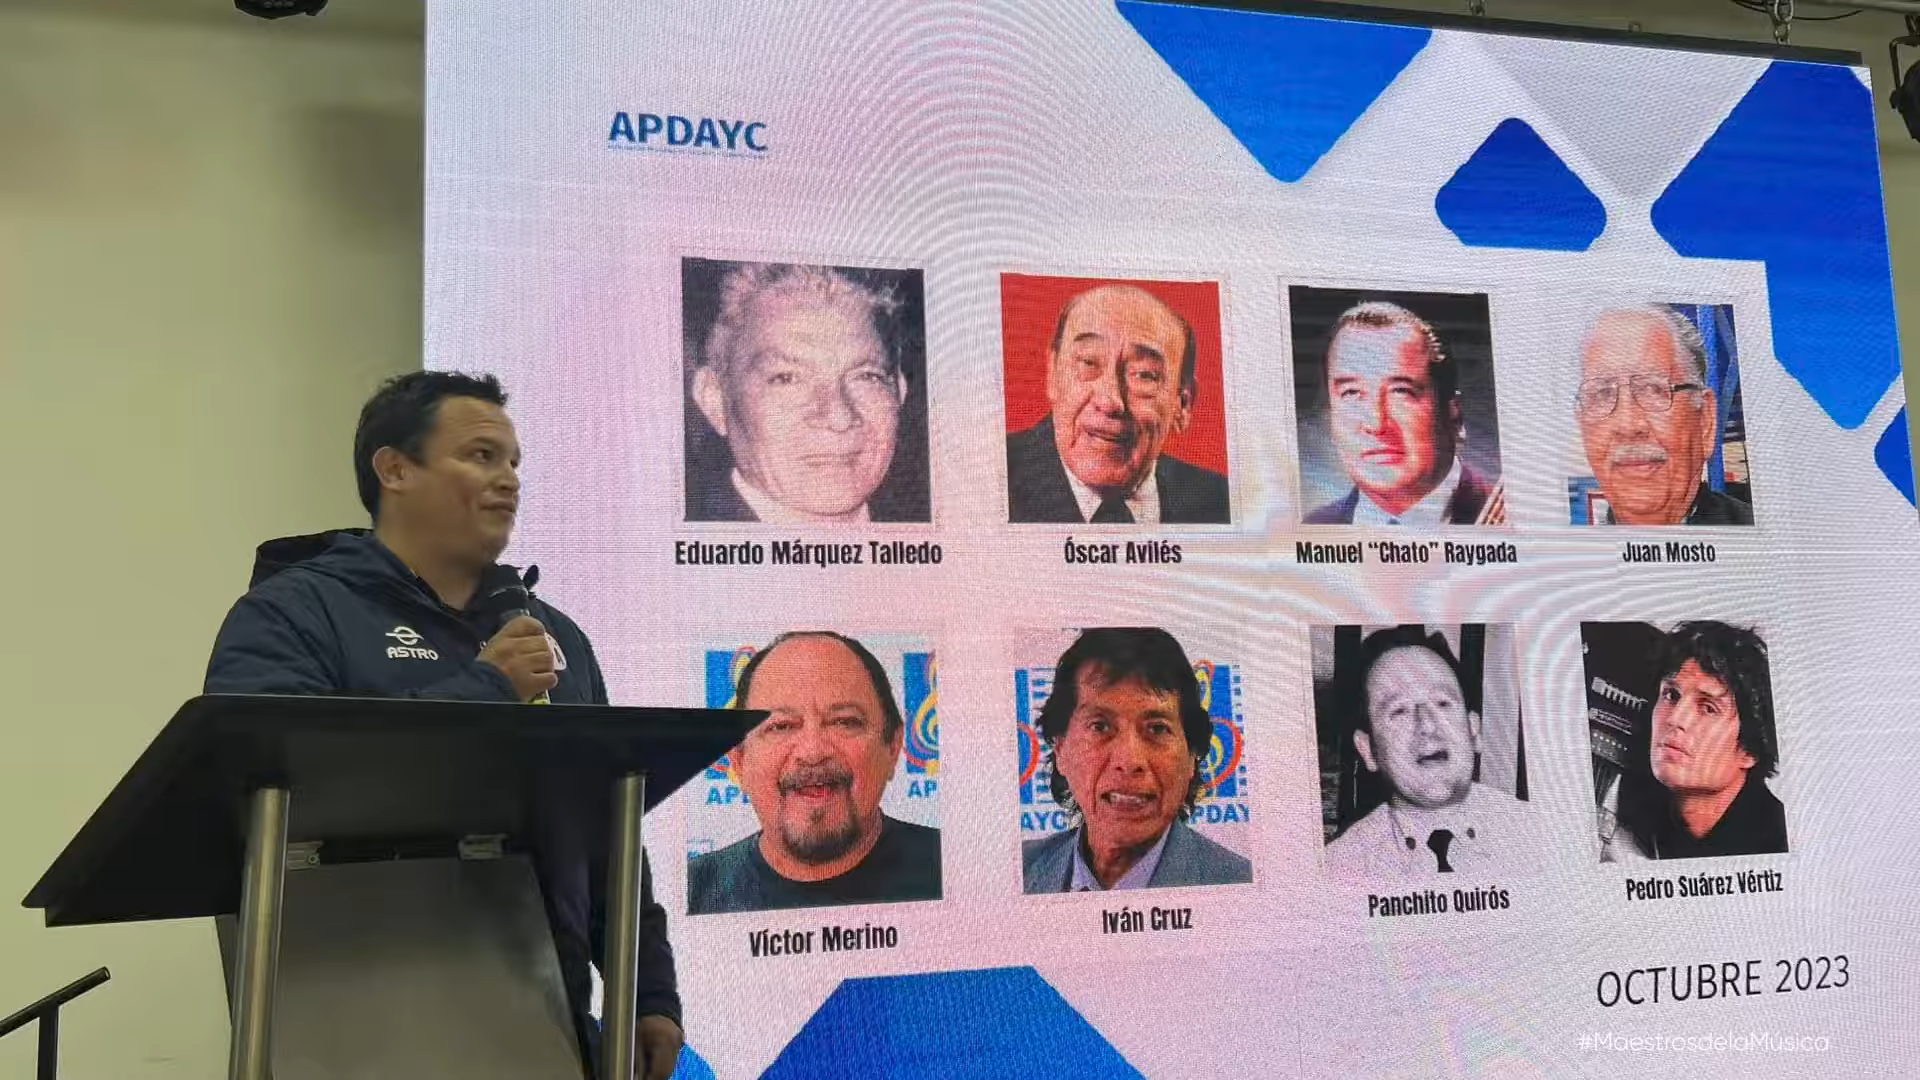 APDAYC
Eduardo Márquez Talledo
Óscar Avilés
Manuel “Chato” Raygada
Juan Mosto
ASTRO
Víctor Merino
Iván Cruz
Panchito Quirós
Pedro Suárez Vértiz
OCTUBRE 2023
#MaestrosdelaMúsica